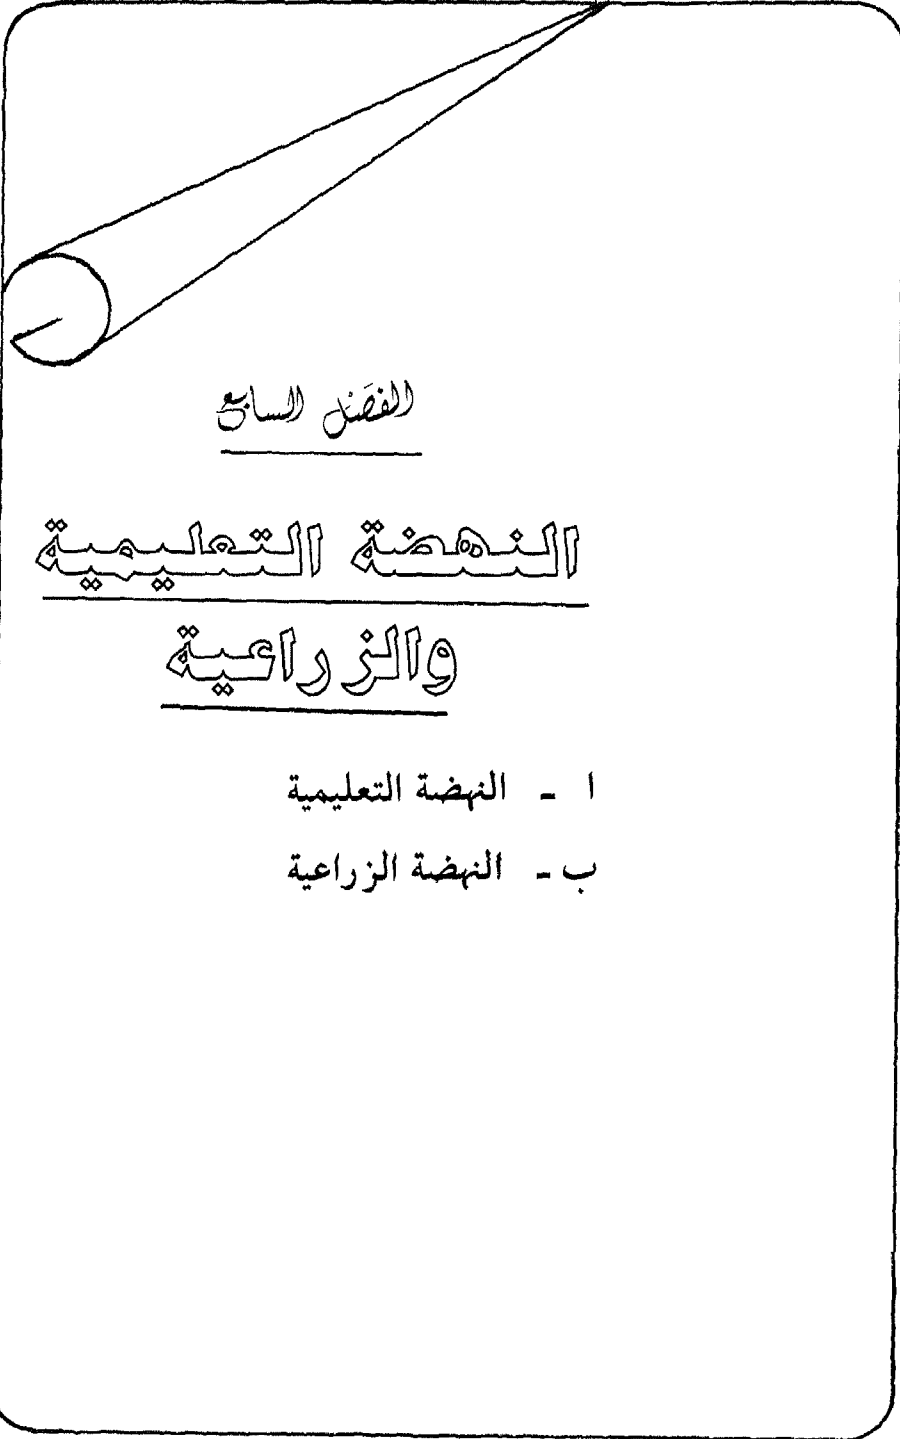 الفصل السابع
النهضة التعليمية
والزراعية
ا - النهضة التعليمية
ب - النهضة الزراعية